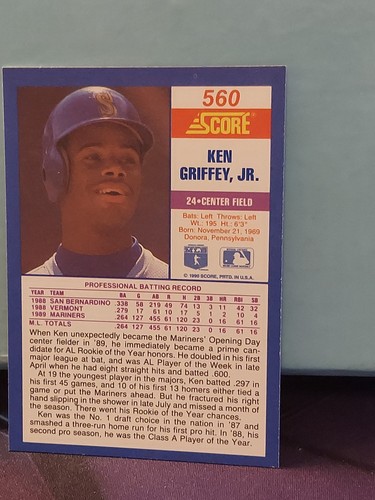 560
SCORE
KEN
GRIFFEY, JR.
24•CENTER FIELD
Bats: Left Throws: Left
Wt.: 195 Ht.: 6'3"
Born: November 21, 1969
Donora, Pennsylvania
© 1990 SCORE, PRTD. IN U.S.A.
PROFESSIONAL BATTING RECORD
YEAR TEAM BA G AB R H 2B 3B HR RBI SB
1988 SAN BERNARDINO .338 58 219 49 74 13 3 11 42 32
1988 VERMONT .279 17 61 10 17 5 1 2 10 4
1989 MARINERS .264 127 455 61 120 23 0 16 61 16
M.L. TOTALS .264 127 455 61 120 23 0 16 61 16
When Ken unexpectedly became the Mariners' Opening Day
center fielder in '89, he immediately became a prime can-
didate for AL Rookie of the Year honors. He doubled in his first
major league at bat, and was AL Player of the Week in late
April when he had eight straight hits and batted .600.
At 19 the youngest player in the majors, Ken batted .297 in
his first 45 games, and 10 of his first 13 homers either tied a
game or put the Mariners ahead. But he fractured his right
hand slipping in the shower in late July and missed a month of
the season. There went his Rookie of the Year chances.
Ken was the No. 1 draft choice in the nation in '87 and
smashed a three-run home run for his first pro hit. In '88, his
second pro season, he was the Class A Player of the Year.